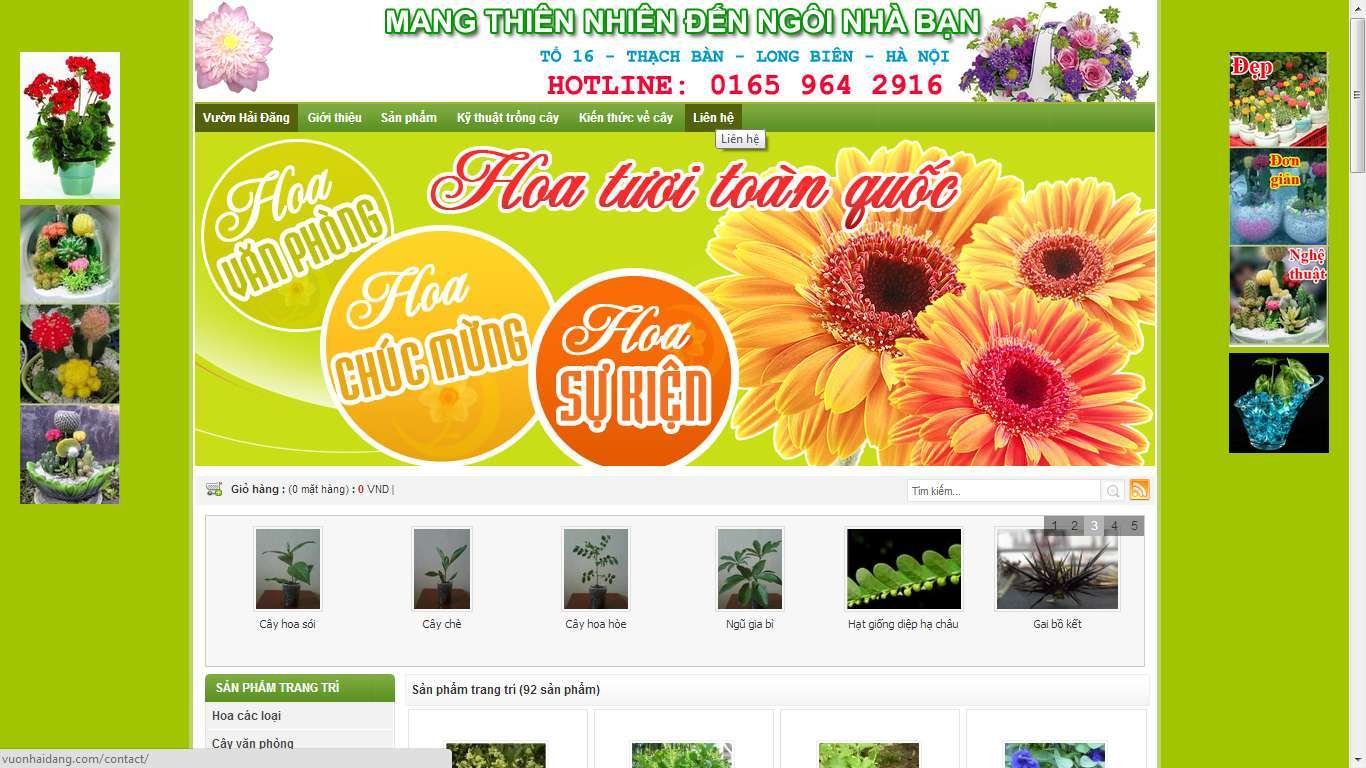 MANG THIÊN NHIÊN ĐẾN NGÔI NHÀ BẠN
TỔ 16 - THẠCH BÀN - LONG BIÊN - HÀ NỘI
HOTLINE: 0165 964 2916
Vườn Hải Đăng Giới thiệu Sản phẩm Kỹ thuật trồng cây Kiến thức về cây Liên hệ
Liên hệ
Hoa tươi toàn quốc
Hoa
VĂN PHÒNG
Hoa
CHÚC MỪNG
Hoa
SỰ KIỆN
Đẹp
Đơn
giản
Nghệ
thuật
Giỏ hàng : (0 mặt hàng) : 0 VND |
Tìm kiếm...
1 2 3 4 5
Cây hoa sói Cây chè Cây hoa hòe Ngũ gia bì Hạt giống diệp hạ châu Gai bồ kết
SẢN PHẨM TRANG TRÍ
Sản phẩm trang trí (92 sản phẩm)
Hoa các loại
Cây văn phòng
vuonhaidang.com/contact/